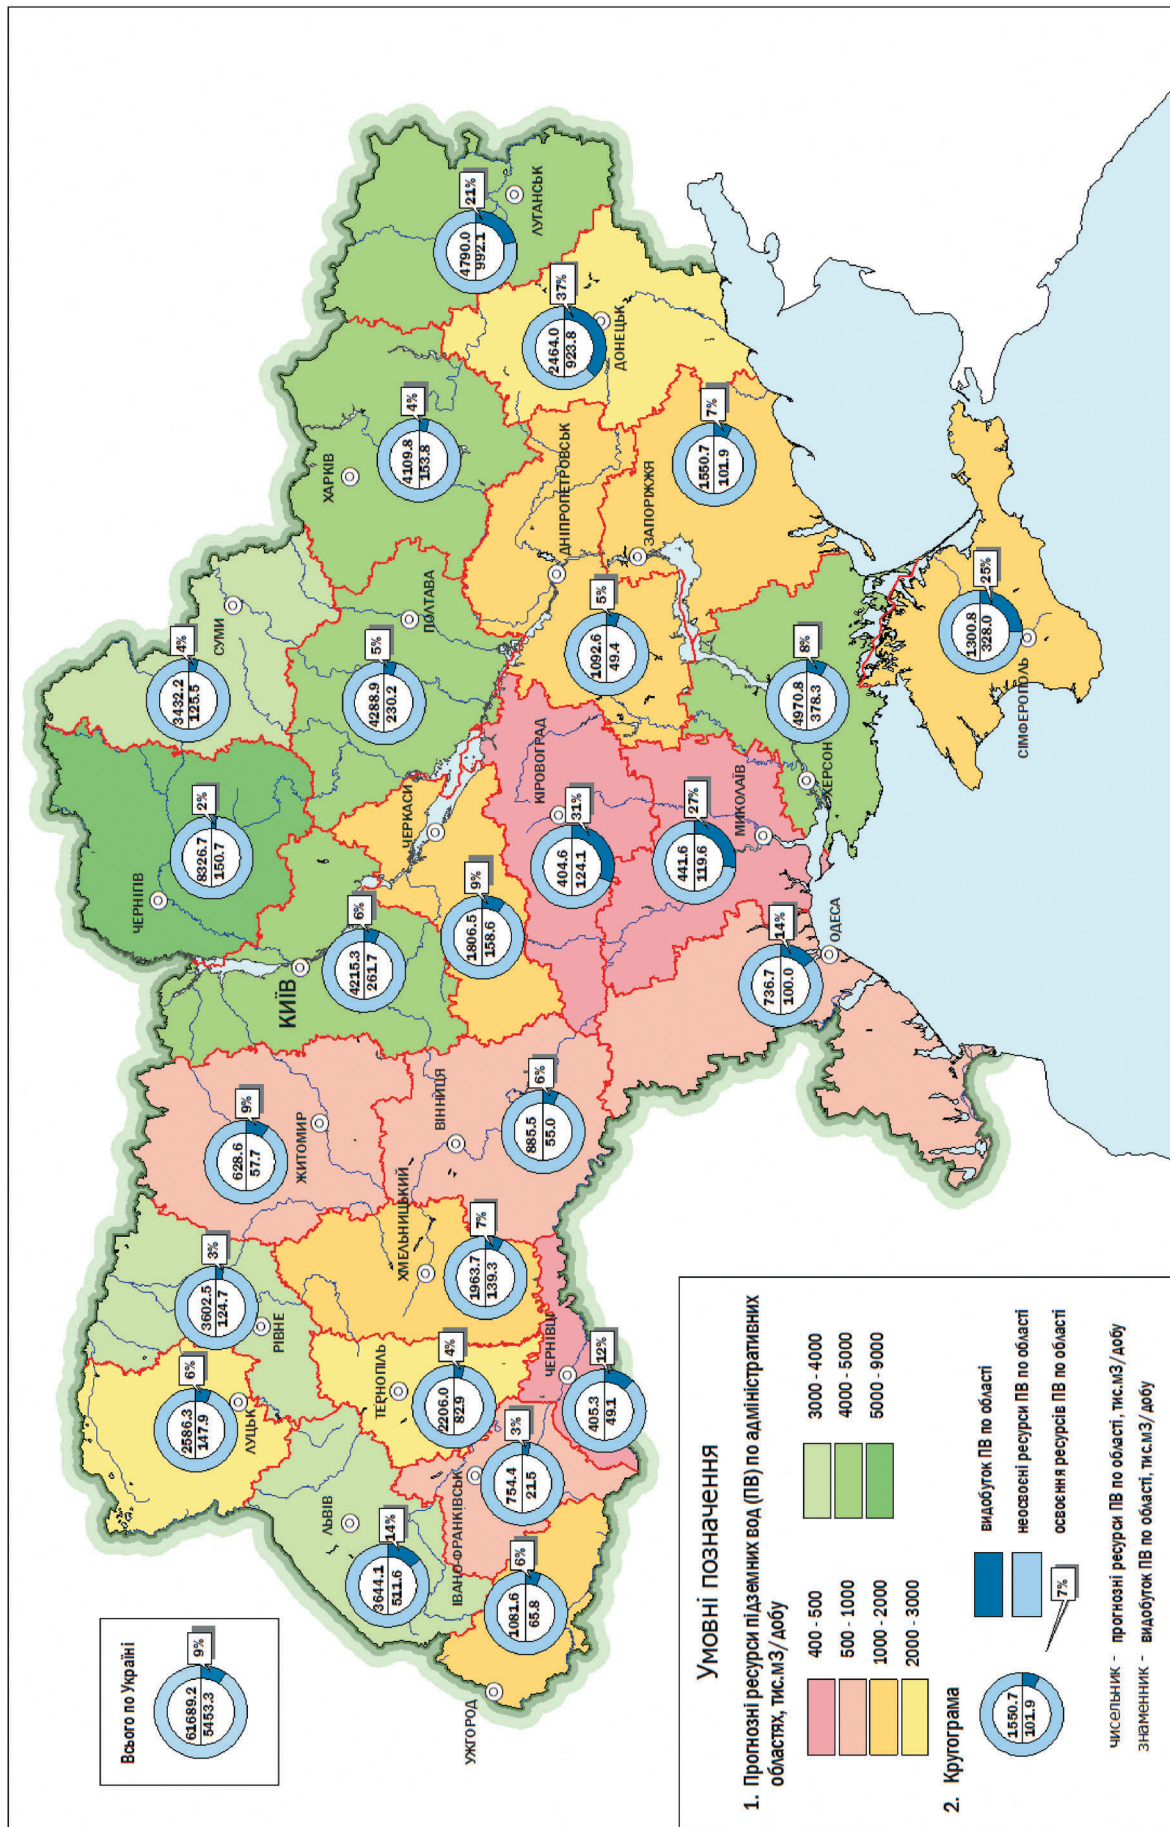 Всього по Україні
61689.2
5453.3
9%
ЛУЦЬК
2586.3
147.9
6%
РІВНЕ
3602.5
124.7
3%
ЖИТОМИР
628.6
57.7
9%
КИЇВ
4215.3
261.7
6%
ЧЕРНІГІВ
8326.7
150.7
2%
СУМИ
3432.2
125.5
4%
ЛЬВІВ
3644.1
511.6
14%
ТЕРНОПІЛЬ
2206.0
82.9
4%
ХМЕЛЬНИЦЬКИЙ
1963.7
139.3
7%
ВІННИЦЯ
885.5
55.0
6%
ЧЕРКАСИ
1806.5
158.6
9%
ПОЛТАВА
4288.9
230.2
5%
ХАРКІВ
4109.8
153.8
4%
ЛУГАНСЬК
4790.0
992.1
21%
УЖГОРОД
1081.6
65.8
6%
ІВАНО-ФРАНКІВСЬК
754.4
21.5
3%
ЧЕРНІВЦІ
405.3
49.1
12%
КІРОВОГРАД
404.6
124.1
31%
ДНІПРОПЕТРОВСЬК
1092.6
49.4
5%
ДОНЕЦЬК
2464.0
923.8
37%
ЗАПОРІЖЖЯ
1550.7
101.9
7%
МИКОЛАЇВ
441.6
119.6
27%
ОДЕСА
736.7
100.0
14%
ХЕРСОН
4970.8
378.3
8%
СІМФЕРОПОЛЬ
1300.8
328.0
25%
Умовні позначення
1. Прогнозні ресурси підземних вод (ПВ) по адміністративних
областях, тис.м3/добу
400 - 500
500 - 1000
1000 - 2000
2000 - 3000
3000 - 4000
4000 - 5000
5000 - 9000
2. Кругограма
1550.7
101.9
7%
видобуток ПВ по області
неосвоєні ресурси ПВ по області
освоєння ресурсів ПВ по області
чисельник - прогнозні ресурси ПВ по області, тис.м3/добу
знаменник - видобуток ПВ по області, тис.м3/добу